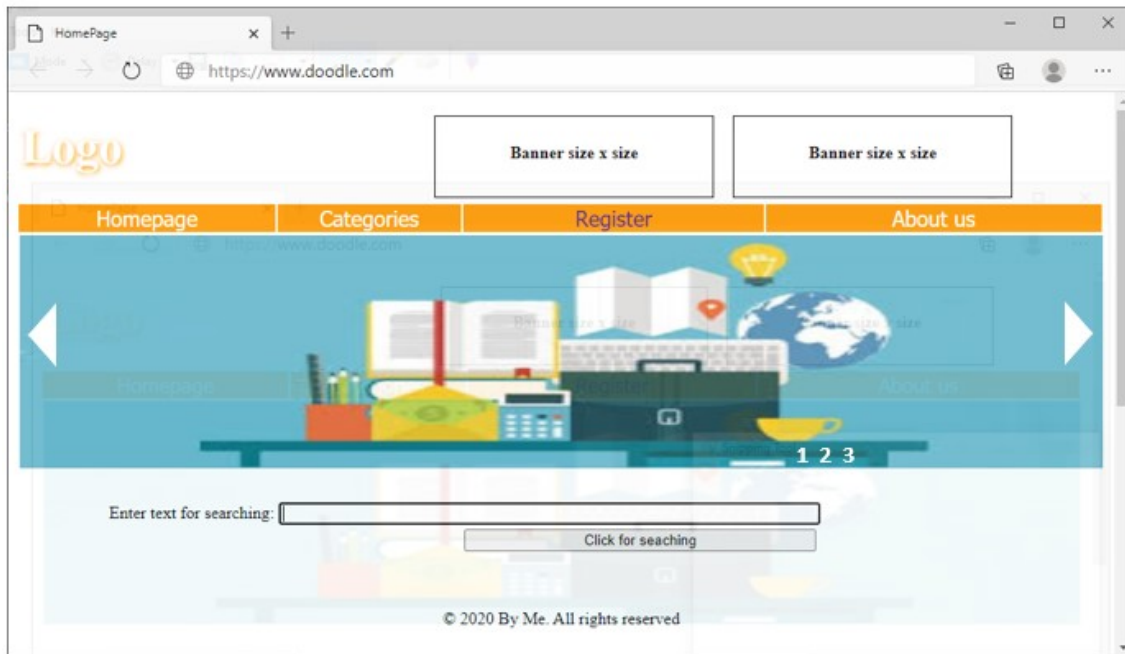 HomePage
https://www.doodle.com
Logo
Banner size x size
Banner size x size
Homepage Categories Register About us
1 2 3
Enter text for searching:
Click for seaching
© 2020 By Me. All rights reserved